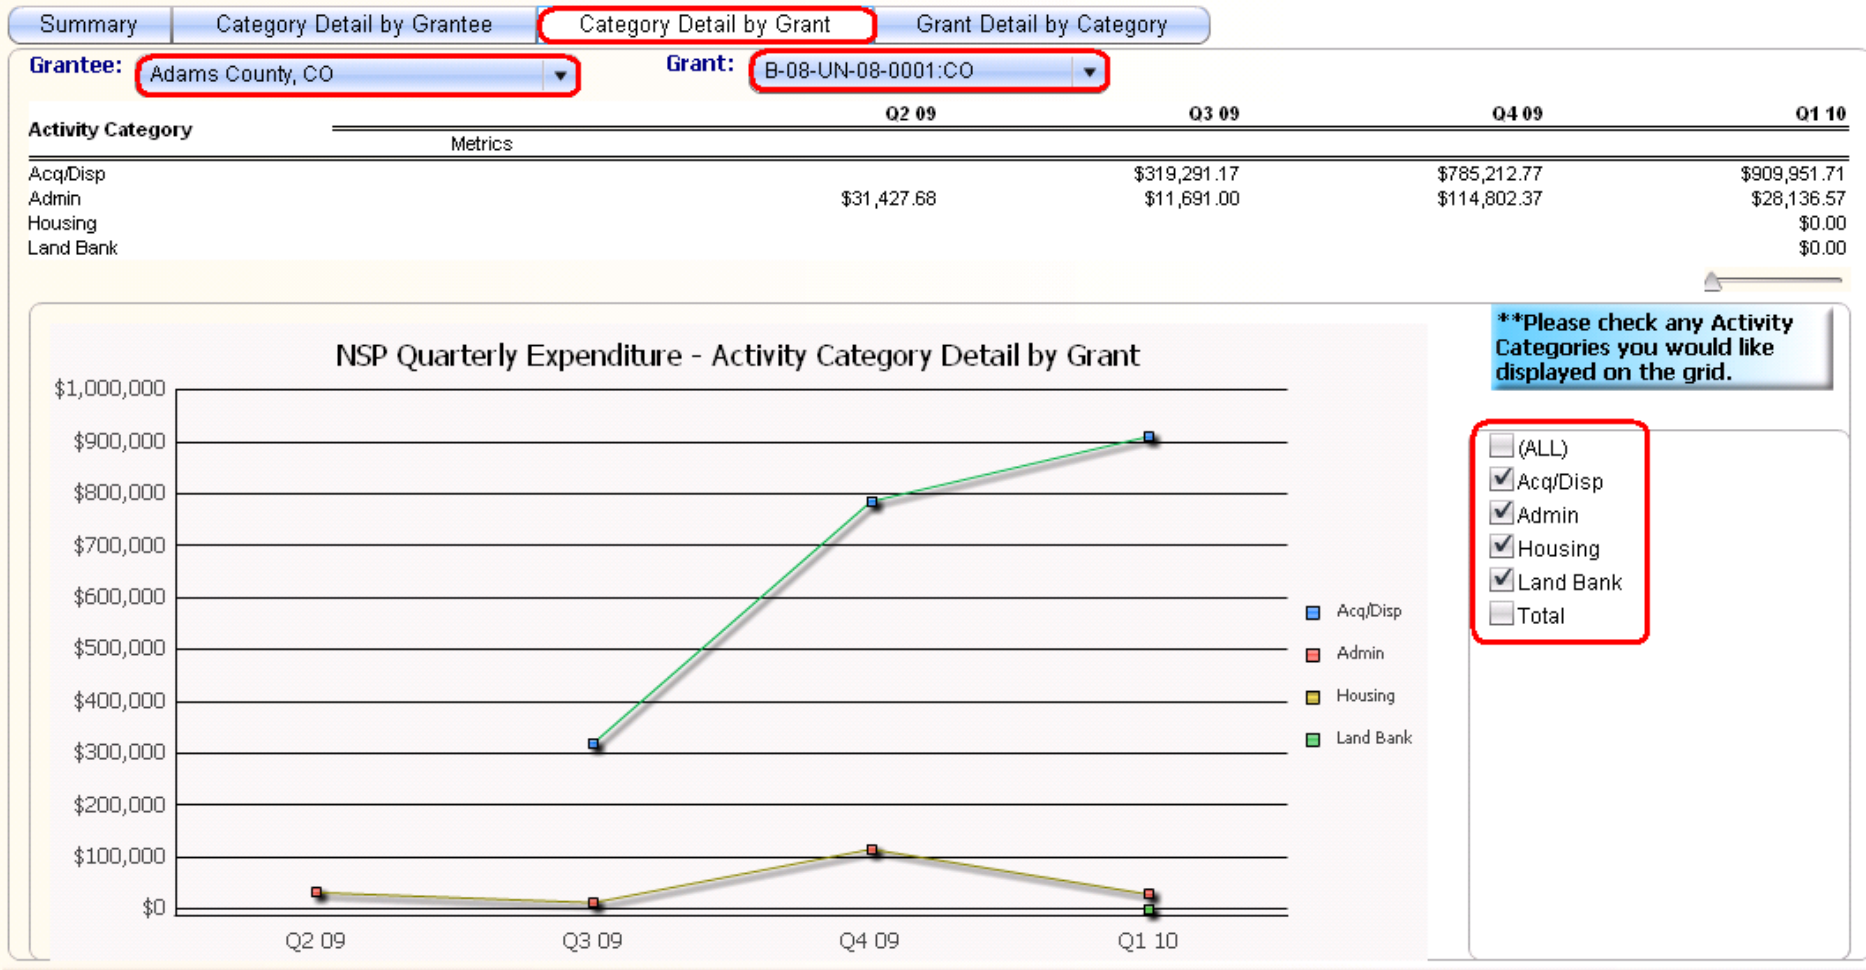 Summary Category Detail by Grantee Category Detail by Grant Grant Detail by Category
Grantee: Adams County, CO Grant: B-08-UN-08-0001:CO
Q2 09 Q3 09 Q4 09 Q1 10
Activity Category
Metrics
Acq/Disp $319,291.17 $785,212.77 $909,951.71
Admin $31,427.68 $11,691.00 $114,802.37 $28,136.57
Housing $0.00
Land Bank $0.00
**Please check any Activity
Categories you would like
displayed on the grid.
NSP Quarterly Expenditure - Activity Category Detail by Grant
$1,000,000
$900,000
$800,000
$700,000
$600,000
$500,000
$400,000
$300,000
$200,000
$100,000
$0
Q2 09 Q3 09 Q4 09 Q1 10
Acq/Disp
Admin
Housing
Land Bank
(ALL)
Acq/Disp
Admin
Housing
Land Bank
Total